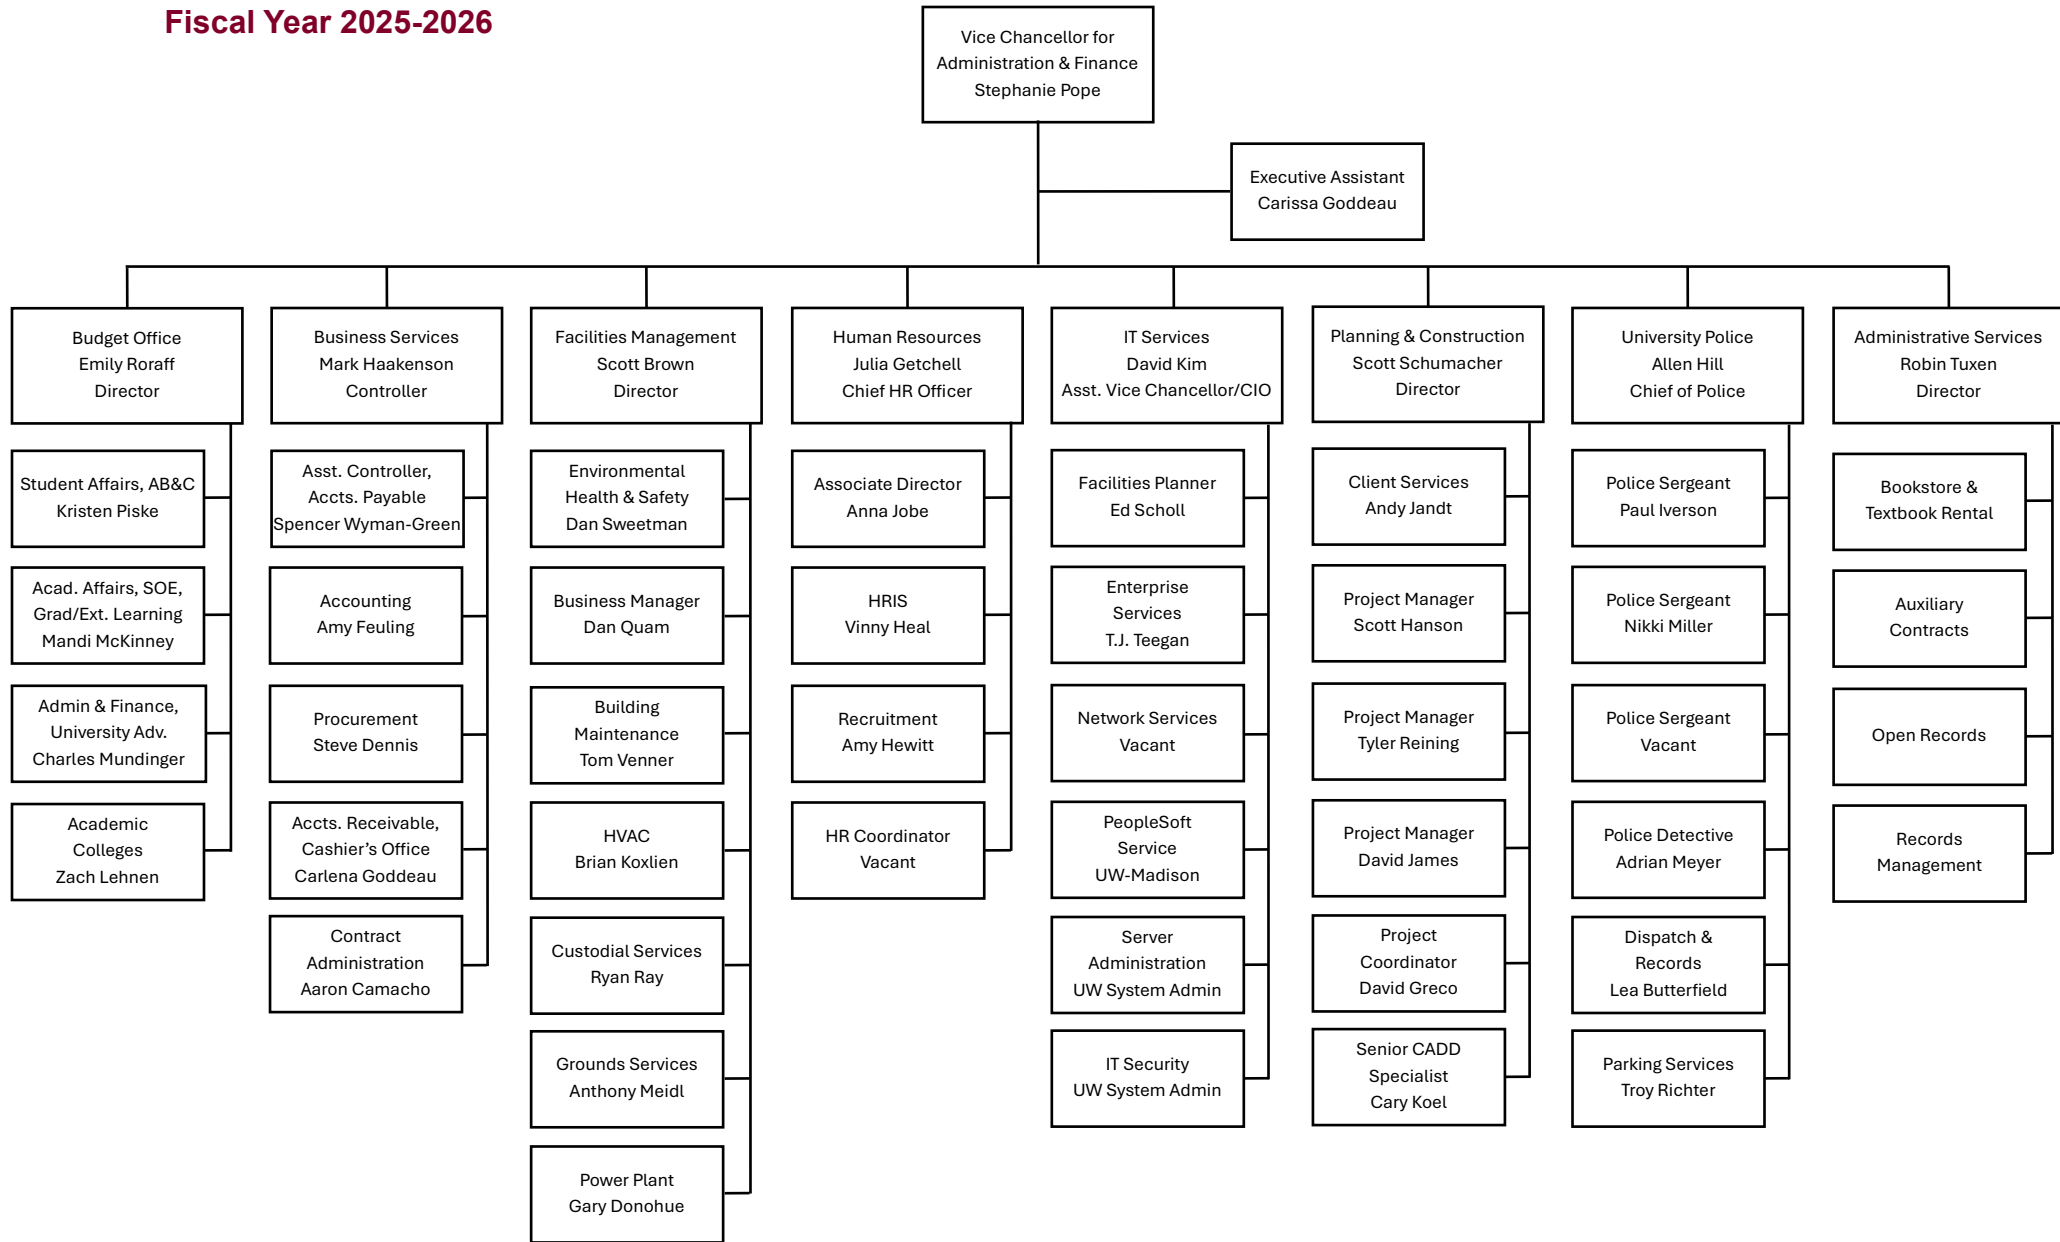 Fiscal Year 2025-2026
Vice Chancellor for
Administration & Finance
Stephanie Pope
Executive Assistant
Carissa Goddeau
Budget Office
Emily Roraff
Director
Student Affairs, AB&C
Kristen Piske
Acad. Affairs, SOE,
Grad/Ext. Learning
Mandi McKinney
Admin & Finance,
University Adv.
Charles Mundinger
Academic
Colleges
Zach Lehnen
Business Services
Mark Haakenson
Controller
Asst. Controller,
Accts. Payable
Spencer Wyman-Green
Accounting
Amy Feuling
Procurement
Steve Dennis
Accts. Receivable,
Cashier’s Office
Carlena Goddeau
Contract
Administration
Aaron Camacho
Facilities Management
Scott Brown
Director
Environmental
Health & Safety
Dan Sweetman
Business Manager
Dan Quam
Building
Maintenance
Tom Venner
HVAC
Brian Koxlien
Custodial Services
Ryan Ray
Grounds Services
Anthony Meidl
Power Plant
Gary Donohue
Human Resources
Julia Getchell
Chief HR Officer
Associate Director
Anna Jobe
HRIS
Vinny Heal
Recruitment
Amy Hewitt
HR Coordinator
Vacant
IT Services
David Kim
Asst. Vice Chancellor/CIO
Facilities Planner
Ed Scholl
Enterprise
Services
T.J. Teegan
Network Services
Vacant
PeopleSoft
Service
UW-Madison
Server
Administration
UW System Admin
IT Security
UW System Admin
Planning & Construction
Scott Schumacher
Director
Client Services
Andy Jandt
Project Manager
Scott Hanson
Project Manager
Tyler Reining
Project Manager
David James
Project
Coordinator
David Greco
Senior CADD
Specialist
Cary Koel
University Police
Allen Hill
Chief of Police
Police Sergeant
Paul Iverson
Police Sergeant
Nikki Miller
Police Sergeant
Vacant
Police Detective
Adrian Meyer
Dispatch &
Records
Lea Butterfield
Parking Services
Troy Richter
Administrative Services
Robin Tuxen
Director
Bookstore &
Textbook Rental
Auxiliary
Contracts
Open Records
Records
Management